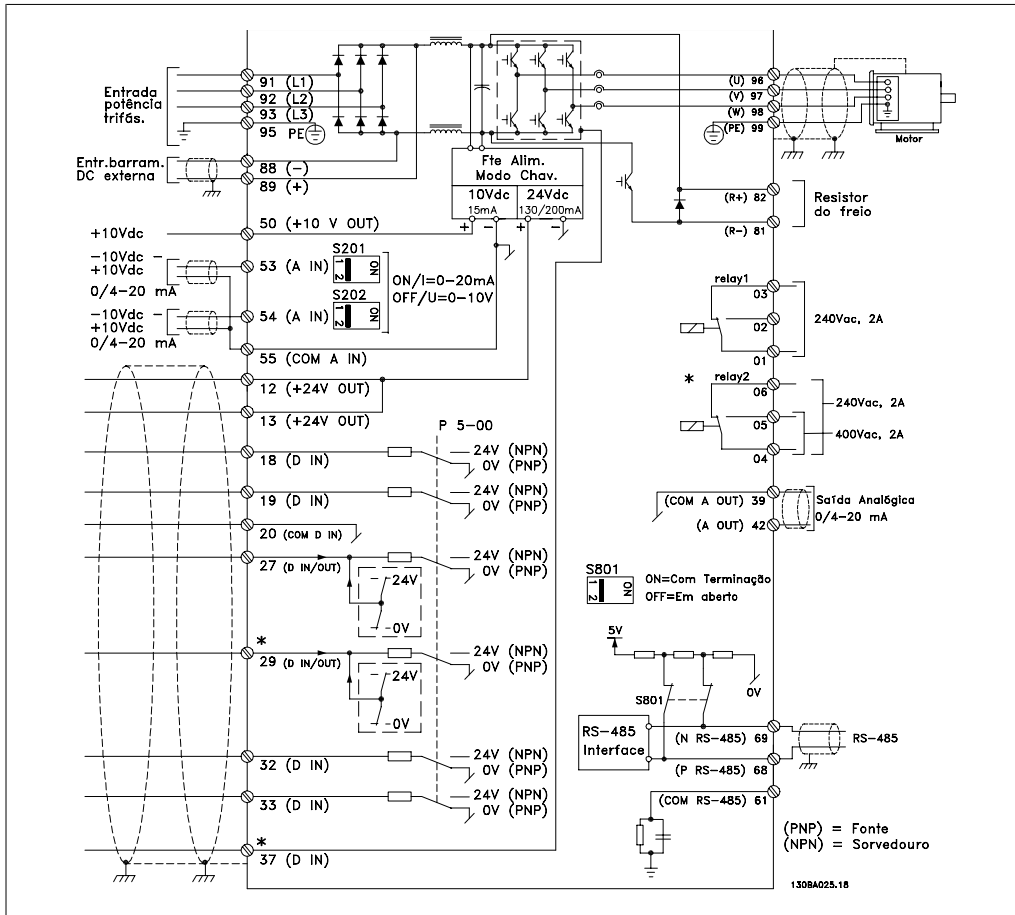 Entrada
potência
trifás.
91 (L1)
92 (L2)
93 (L3)
95 PE
Entr.barram.
DC externa
88 (-)
89 (+)
Fte Alim.
Modo Chav.
10Vdc
15mA
24Vdc
130/200mA
+ - + -
+10Vdc
50 (+10 V OUT)
-10Vdc -
+10Vdc
0/4-20 mA
53 (A IN)
S201
ON
1 2
ON/I=0-20mA
OFF/U=0-10V
-10Vdc -
+10Vdc
0/4-20 mA
54 (A IN)
S202
ON
1 2
55 (COM A IN)
12 (+24V OUT)
13 (+24V OUT)
P 5-00
18 (D IN)
24V (NPN)
0V (PNP)
19 (D IN)
24V (NPN)
0V (PNP)
20 (COM D IN)
27 (D IN/OUT)
24V (NPN)
0V (PNP)
24V
0V
*
29 (D IN/OUT)
24V (NPN)
0V (PNP)
24V
0V
32 (D IN)
24V (NPN)
0V (PNP)
33 (D IN)
24V (NPN)
0V (PNP)
*
37 (D IN)
(U) 96
(V) 97
(W) 98
(PE) 99
Motor
(R+) 82
(R-) 81
Resistor
do freio
relay1
03
02
01
240Vac, 2A
*
relay2
06
05
04
240Vac, 2A
400Vac, 2A
(COM A OUT) 39
(A OUT) 42
Saída Analógica
0/4-20 mA
S801
ON
1 2
ON=Com Terminação
OFF=Em aberto
5V
S801
0V
RS-485
Interface
(N RS-485) 69
(P RS-485) 68
(COM RS-485) 61
RS-485
(PNP) = Fonte
(NPN) = Sorvedouro
130BA025.18